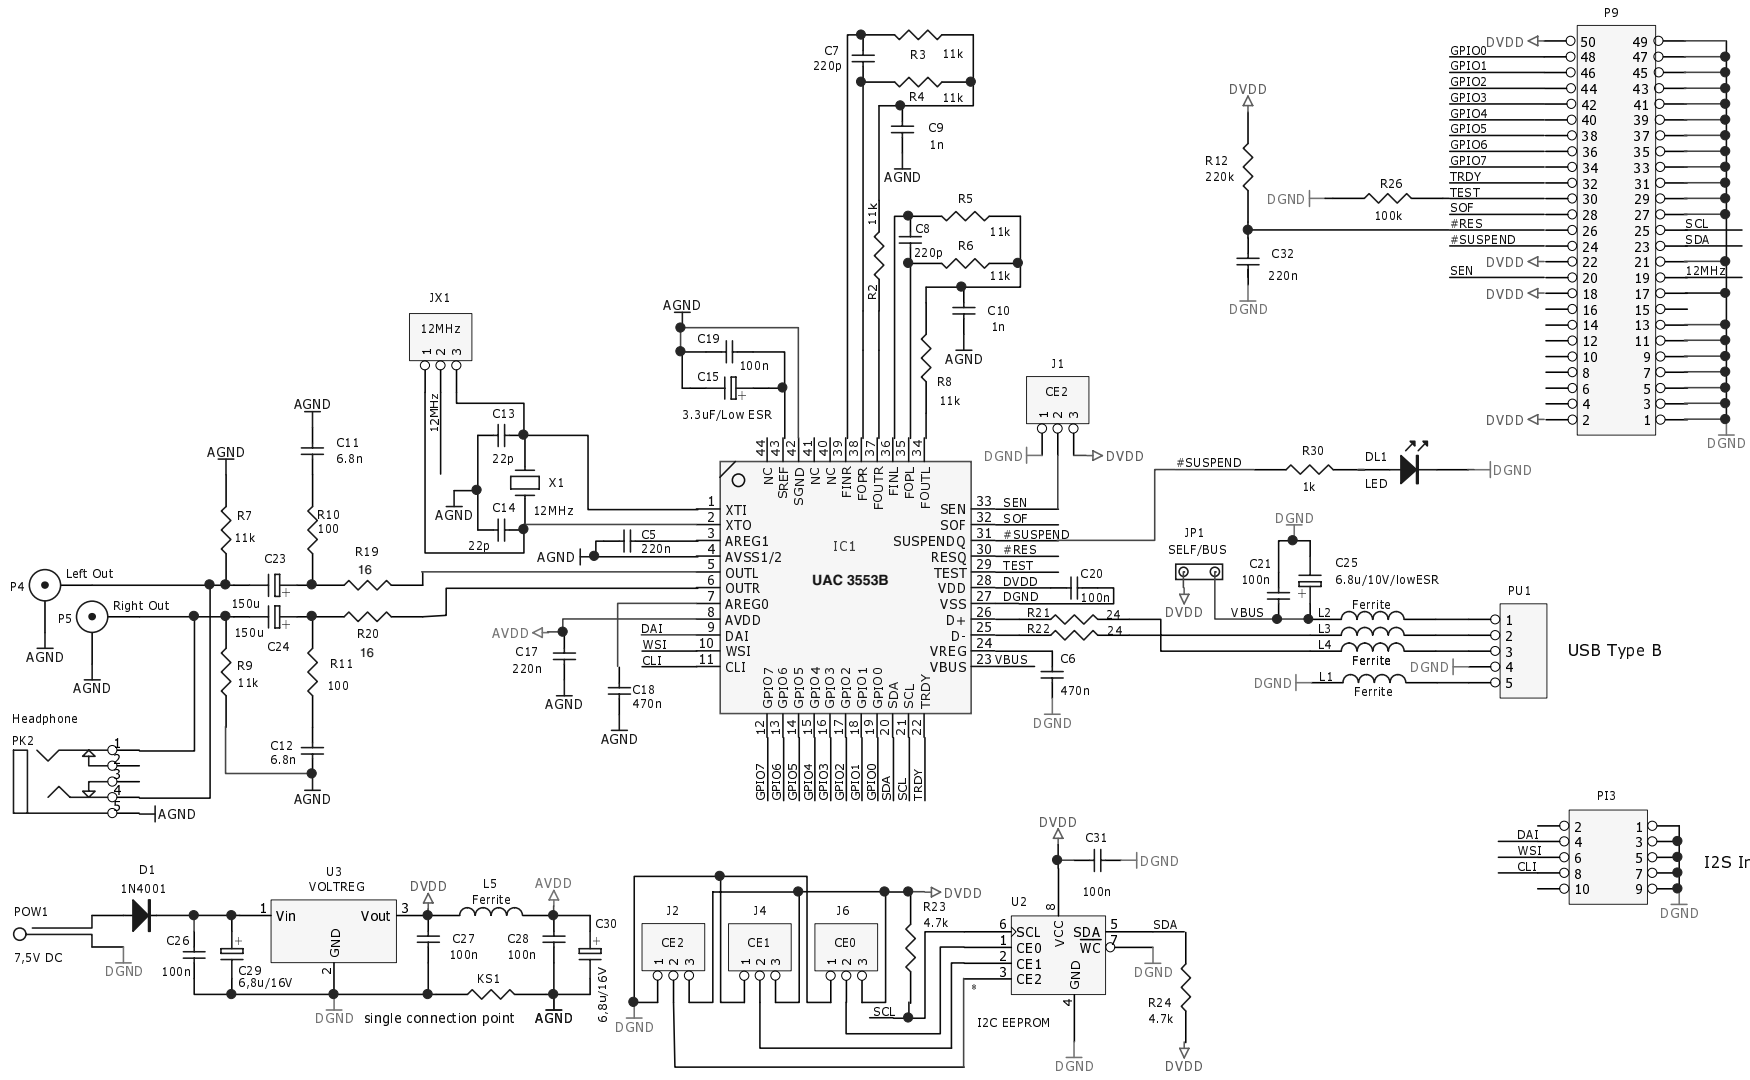 P9
DVDD 50 49
GPIO0 48 47
GPIO1 46 45
GPIO2 44 43
GPIO3 42 41
GPIO4 40 39
GPIO5 38 37
GPIO6 36 35
GPIO7 34 33
TRDY 32 31
TEST 30 29
SOF 28 27
#RES 26 25 SCL
#SUSPEND 24 23 SDA
DVDD 22 21
SEN 20 19 12MHz
DVDD 18 17
16 15
14 13
12 11
10 9
8 7
6 5
4 3
DVDD 2 1
DGND
DVDD
R12
220k
DGND
R26
100k
C32
220n
DGND
C7
220p
R3
11k
R4
11k
C9
1n
AGND
11k
R2
R5
11k
C8
220p
R6
11k
C10
1n
AGND
R8
11k
JX1
12MHz
1 2 3
12MHz
C13
22p
X1
12MHz
C14
22p
AGND
AGND
C19
100n
C15
3.3uF/Low ESR
J1
CE2
1 2 3
DGND
DVDD
#SUSPEND
R30
1k
DL1
LED
DGND
44 43 42 41 40 39 38 37 36 35 34
NC SREF SGND NC NC FINR FOPR FOUTR FINL FOPL FOUTL
IC1
UAC 3553B
1 XTI
2 XTO
3 AREG1
4 AVSS1/2
5 OUTL
6 OUTR
7 AREG0
8 AVDD
DAI 9 DAI
WSI 10 WSI
CLI 11 CLI
SEN 33 SEN
SOF 32 SOF
SUSPENDQ 31 #SUSPEND
RESQ 30 #RES
TEST 29 TEST
VDD 28 DVDD
VSS 27 DGND
D+ 26
D- 25
VREG 24
VBUS 23 VBUS
GPIO7 GPIO6 GPIO5 GPIO4 GPIO3 GPIO2 GPIO1 GPIO0 SDA SCL TRDY
12 13 14 15 16 17 18 19 20 21 22
GPIO7 GPIO6 GPIO5 GPIO4 GPIO3 GPIO2 GPIO1 GPIO0 SDA SCL TRDY
C5
220n
AGND
C20
100n
R21 24
R22 24
C6
470n
DGND
JP1
SELF/BUS
DVDD
VBUS
DGND
C21
100n
C25
6.8u/10V/lowESR
L2 Ferrite
L3
L4 Ferrite
L1 Ferrite
DGND
DGND
PU1
1
2
3
4
5
USB Type B
AGND
C11
6.8n
AGND
R7
11k
R10
100
C23
150u
R19
16
P4
Left Out
P5
Right Out
150u
C24
R20
16
AGND
AGND
R9
11k
R11
100
C12
6.8n
AGND
AVDD
C17
220n
AGND
C18
470n
AGND
Headphone
PK2
1
2
3
4
5
AGND
POW1
7,5V DC
D1
1N4001
DGND
C26
100n
C29
6,8u/16V
U3
VOLTREG
1 Vin Vout 3
GND
2
DGND
DVDD
L5
Ferrite
AVDD
C27
100n
C28
100n
C30
6,8u/16V
KS1
single connection point
AGND
J2
CE2
1 2 3
J4
CE1
1 2 3
J6
CE0
1 2 3
DGND
DVDD
R23
4.7k
SCL
DVDD
C31
100n
DGND
U2
8
VCC
6 SCL SDA 5 SDA
1 CE0 WC 7
2 CE1
3 CE2
GND
4
*
I2C EEPROM
DGND
DGND
R24
4.7k
DVDD
PI3
2 1
DAI 4 3
WSI 6 5
CLI 8 7
10 9
DGND
I2S Ir